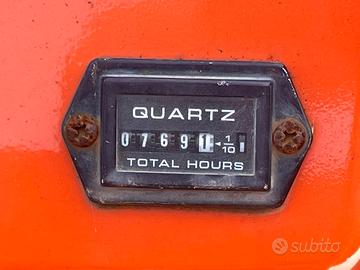 QUARTZ
07691 ◄ 1/10
TOTAL HOURS
subito